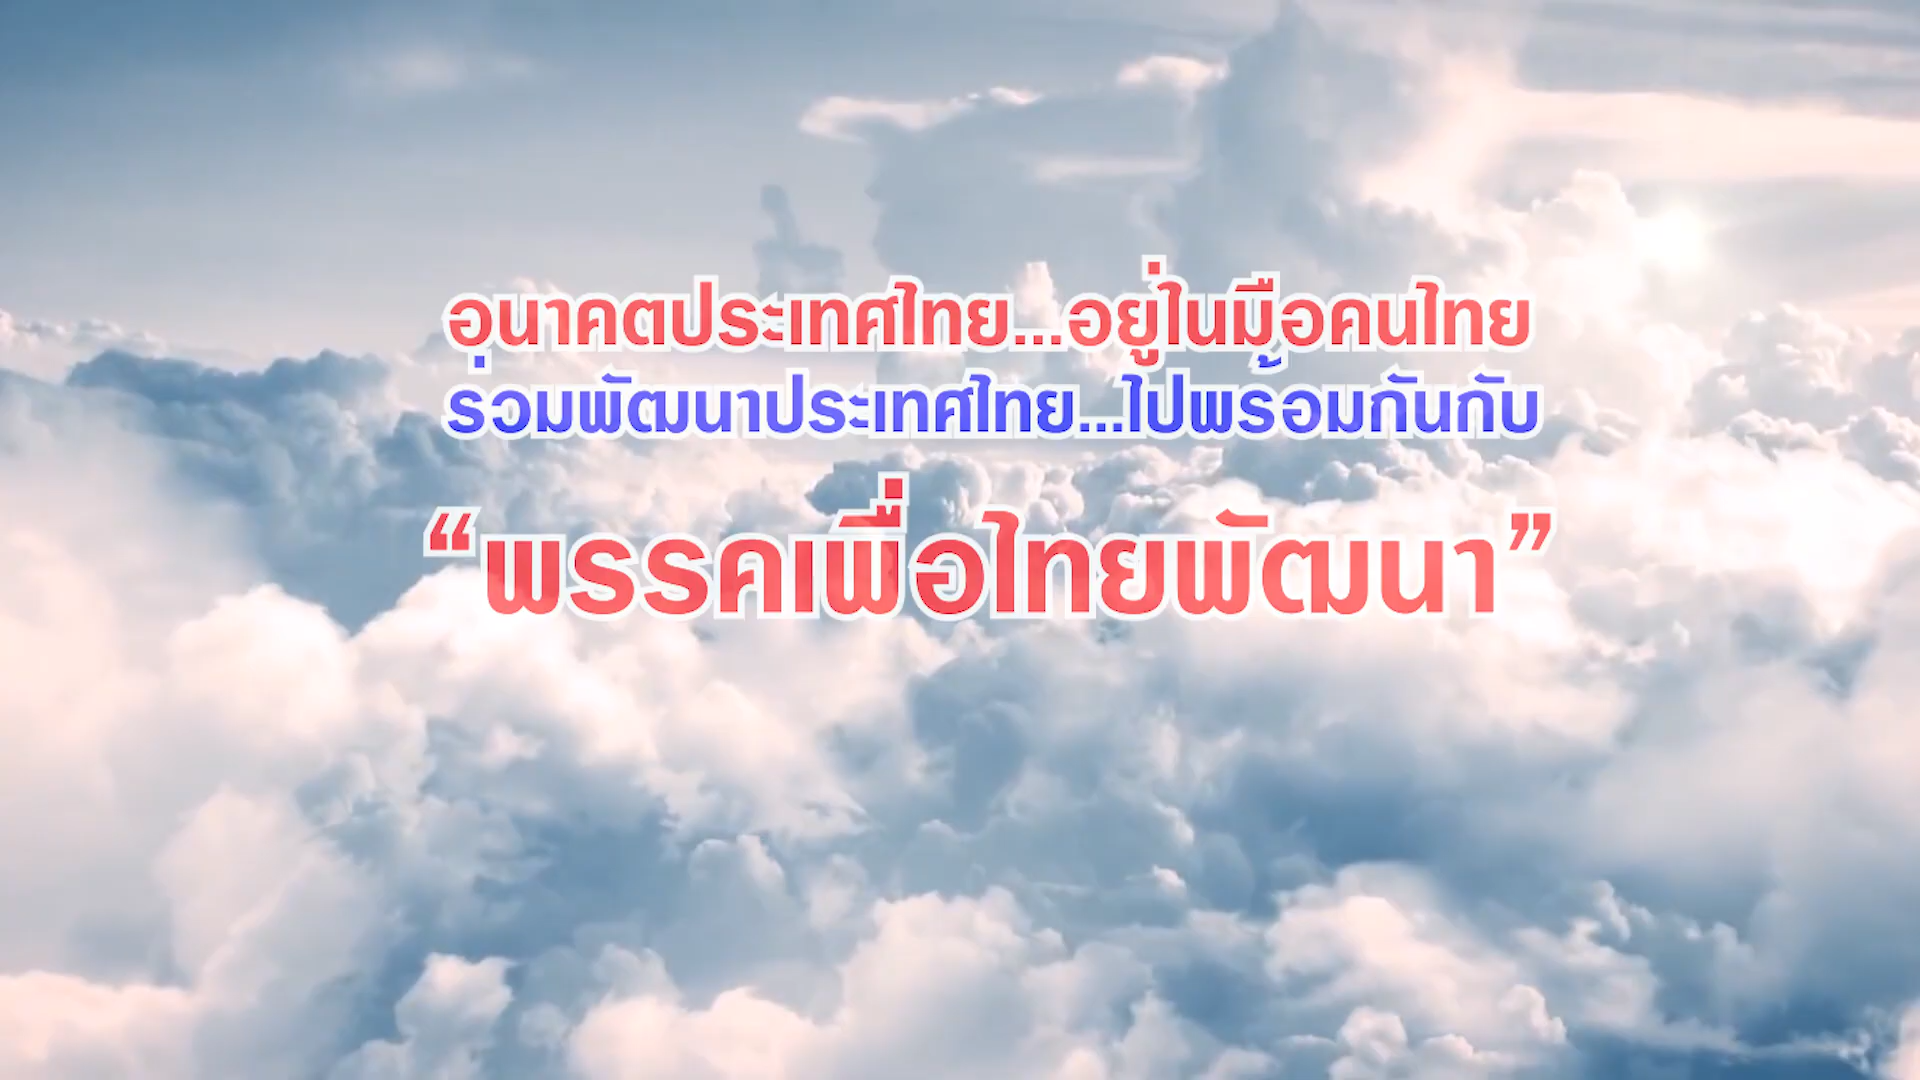 อนาคตประเทศไทย...อยู่ในมือคนไทย
ร่วมพัฒนาประเทศไทย...ไปพร้อมกันกับ
“พรรคเพื่อไทยพัฒนา”